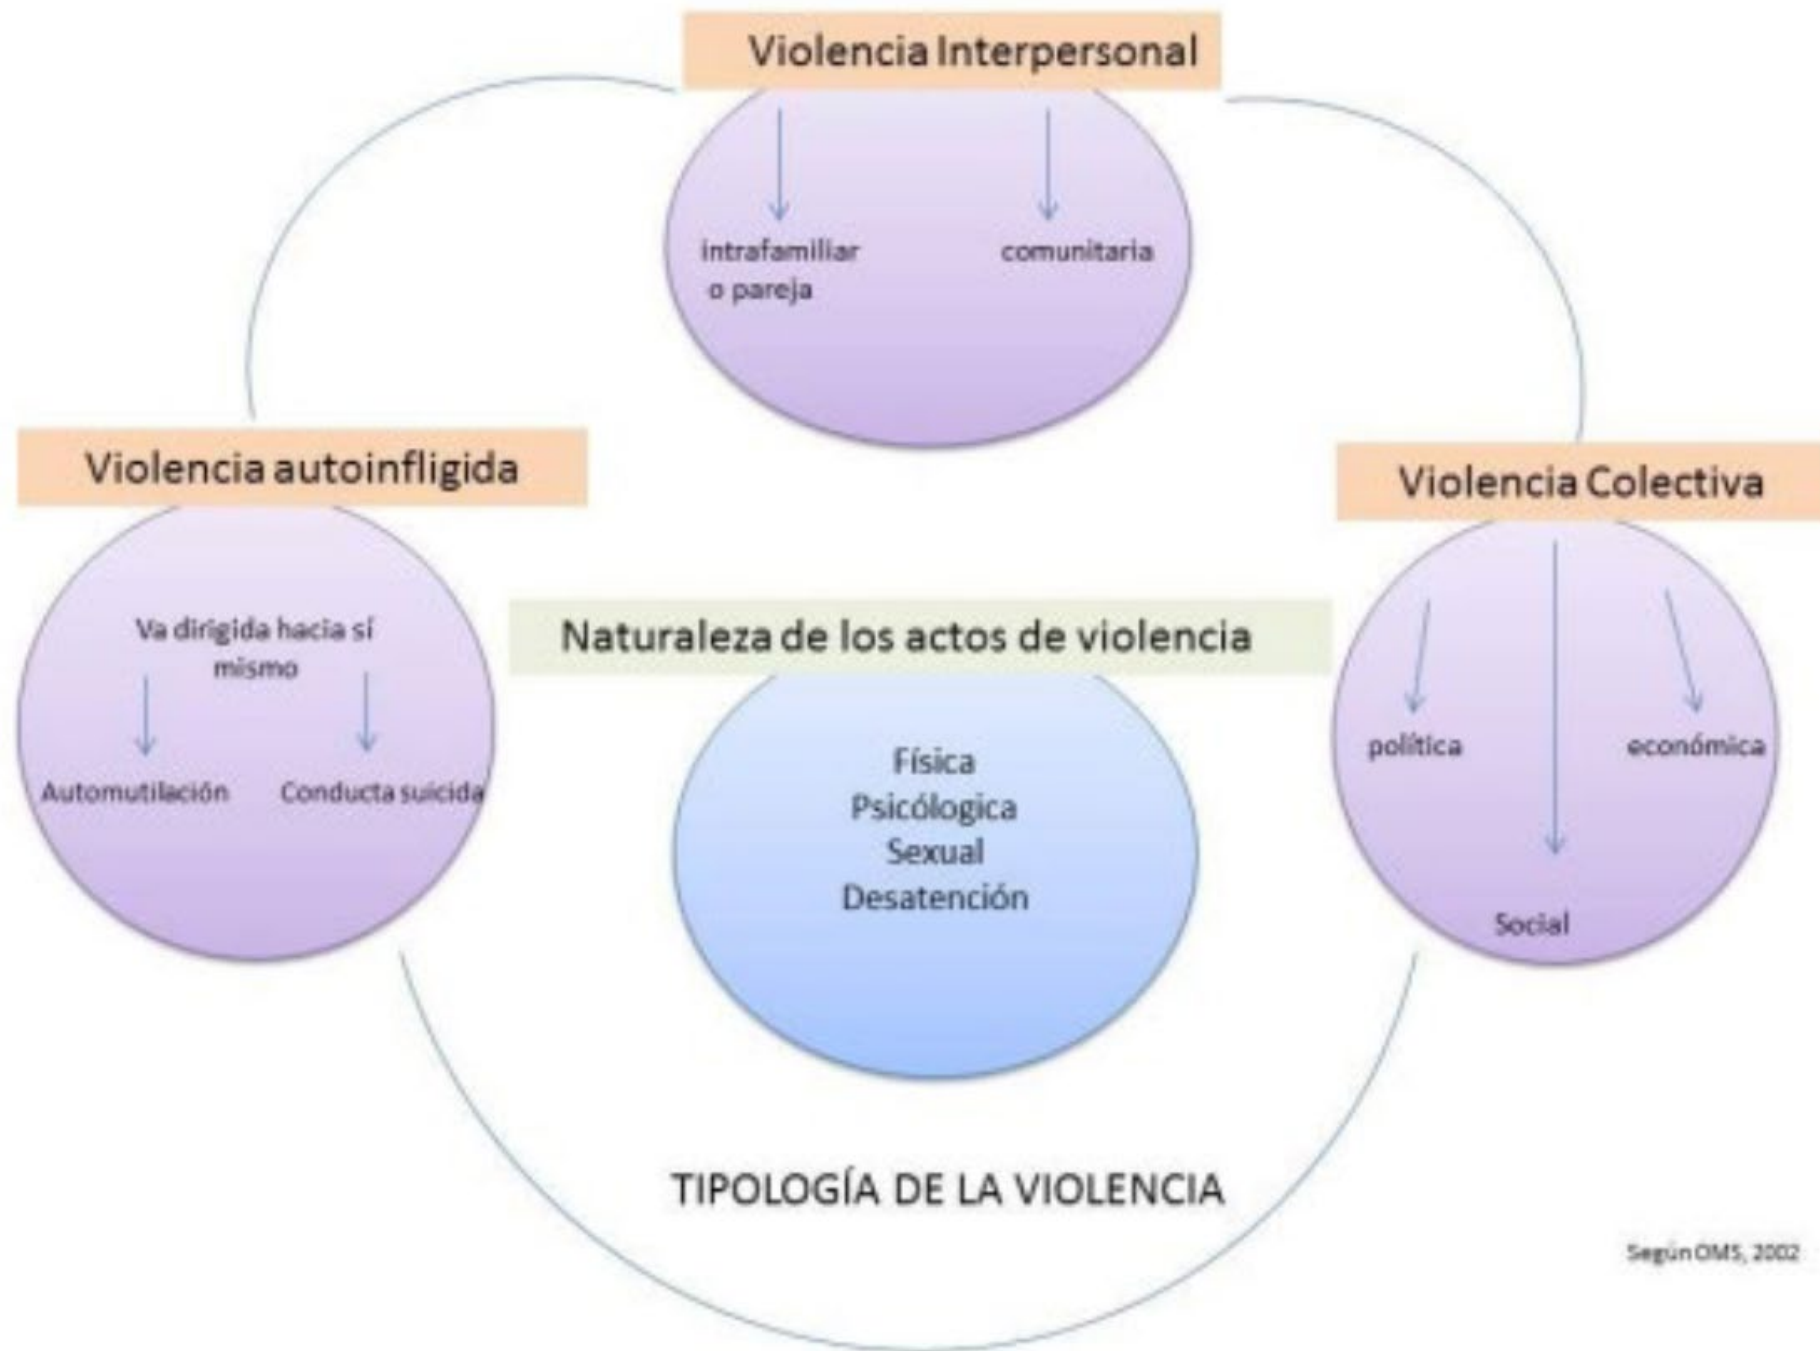 Violencia Interpersonal
intrafamiliar
o pareja
comunitaria
Violencia autoinfligida
Va dirigida hacia sí
mismo
Automutilación
Conducta suicida
Violencia Colectiva
política
económica
Social
Naturaleza de los actos de violencia
Física
Psicólogica
Sexual
Desatención
TIPOLOGÍA DE LA VIOLENCIA
Según OMS, 2002